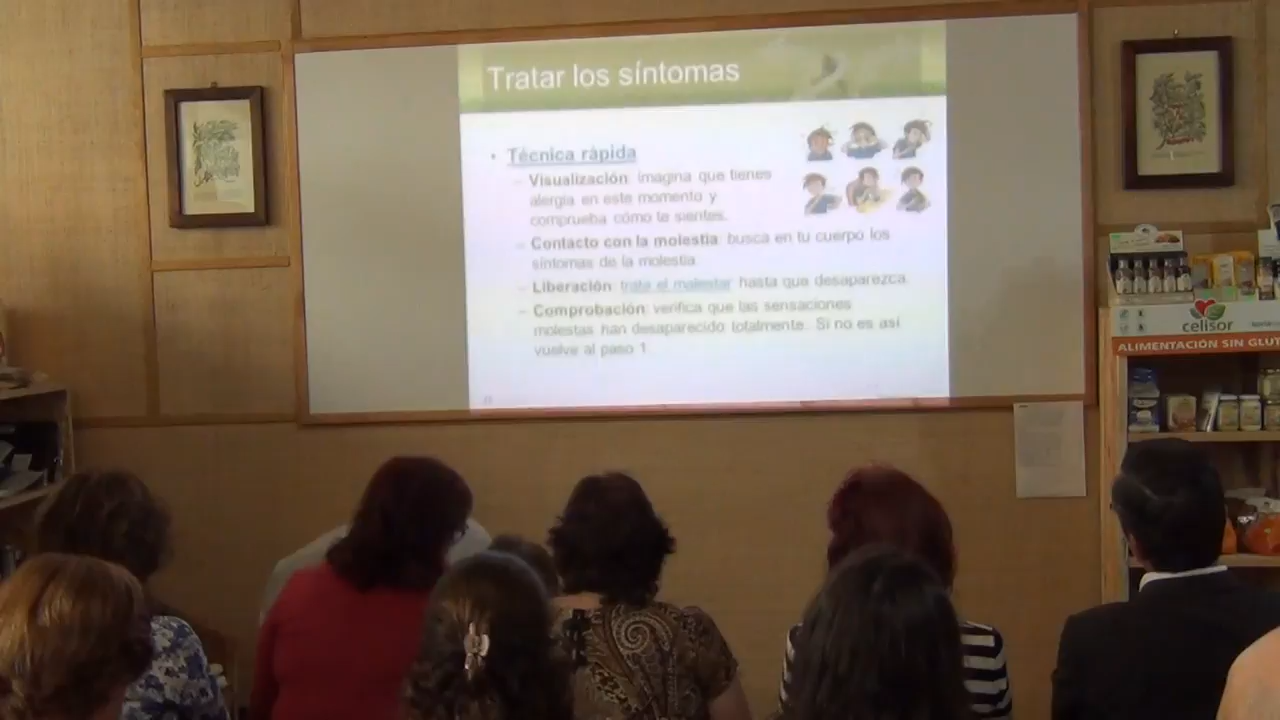 Tratar los síntomas
• Técnica rápida
– Visualización: imagina que tienes
alergia en este momento y
comprueba cómo te sientes.
– Contacto con la molestia: busca en tu cuerpo los
síntomas de la molestia
– Liberación: trata el malestar hasta que desaparezca.
– Comprobación: verifica que las sensaciones
molestas han desaparecido totalmente. Si no es así
vuelve al paso 1
celisor
ALIMENTACIÓN SIN GLUT